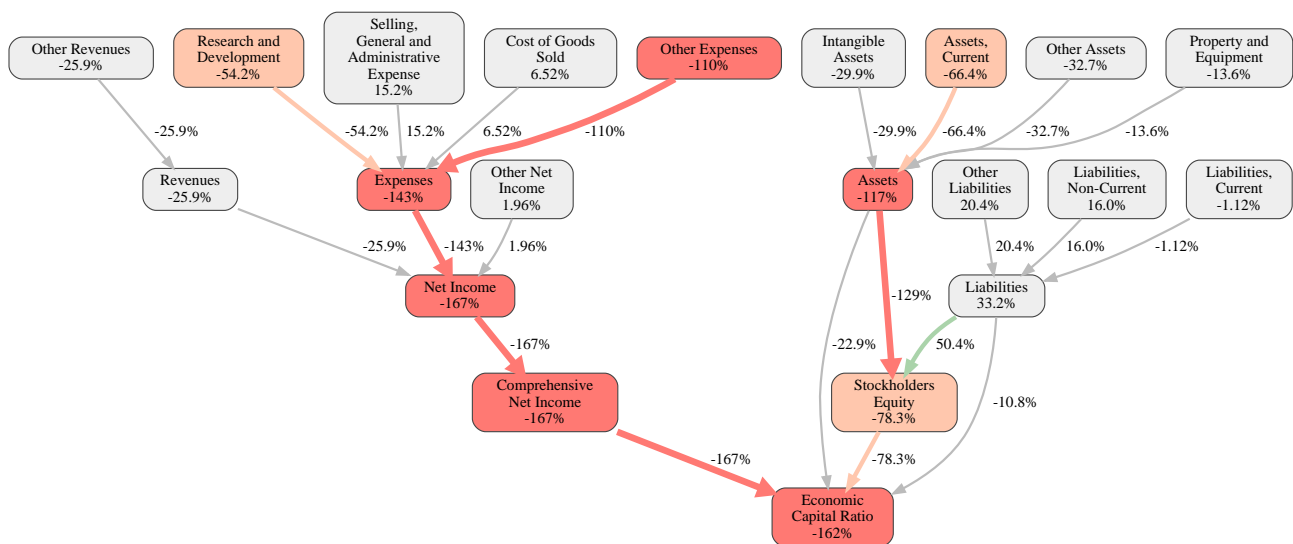 Other Revenues
-25.9%
Research and
Development
-54.2%
Selling,
General and
Administrative
Expense
15.2%
Cost of Goods
Sold
6.52%
Other Expenses
-110%
Intangible
Assets
-29.9%
Assets,
Current
-66.4%
Other Assets
-32.7%
Property and
Equipment
-13.6%
-25.9%
-54.2%
15.2%
6.52%
-110%
-29.9%
-66.4%
-32.7%
-13.6%
Revenues
-25.9%
Expenses
-143%
Other Net
Income
1.96%
Assets
-117%
Other
Liabilities
20.4%
Liabilities,
Non-Current
16.0%
Liabilities,
Current
-1.12%
-25.9%
-143%
1.96%
20.4%
16.0%
-1.12%
Net Income
-167%
Liabilities
33.2%
-167%
-22.9%
-129%
50.4%
Comprehensive
Net Income
-167%
Stockholders
Equity
-78.3%
-10.8%
-167%
-78.3%
Economic
Capital Ratio
-162%